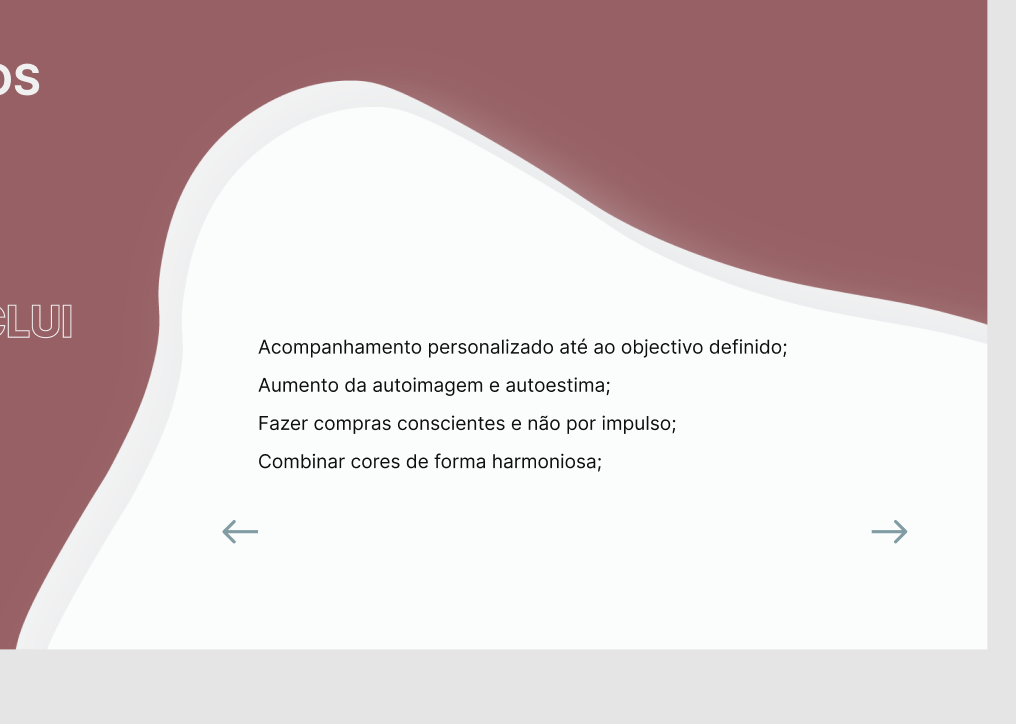 OS
CLUI
Acompanhamento personalizado até ao objectivo definido;
Aumento da autoimagem e autoestima;
Fazer compras conscientes e não por impulso;
Combinar cores de forma harmoniosa;